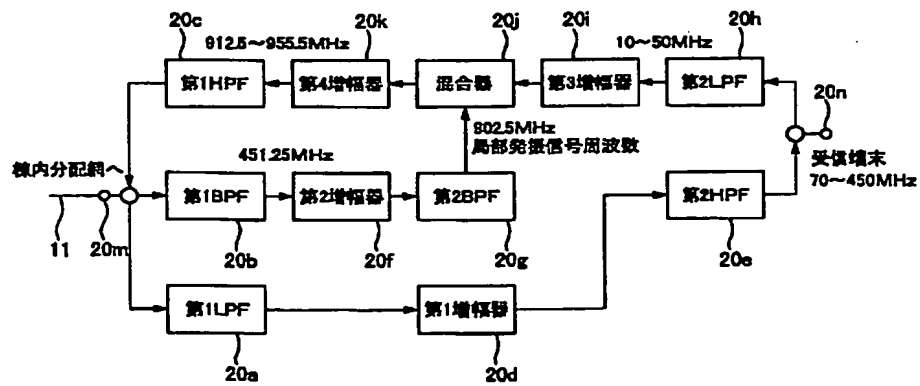 20c
20k
20j
20i
20h
912.5～955.5MHz
10～50MHz
第1HPF
第4増幅器
混合器
第3増幅器
第2LPF
20n
902.5MHz
局部発振信号周波数
棟内分配網へ
451.25MHz
受信端末
70～450MHz
第1BPF
第2増幅器
第2BPF
第2HPF
11
20m
20b
20f
20g
20e
第1LPF
第1増幅器
20a
20d